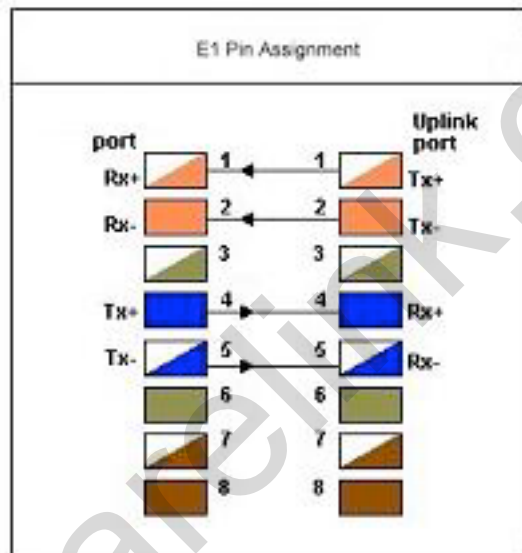 E1 Pin Assignment
port
Uplink port
Rx+ 1 1 Tx+
Rx- 2 2 Tx-
3 3
Tx+ 4 4 Rx+
Tx- 5 5 Rx-
6 6
7 7
8 8